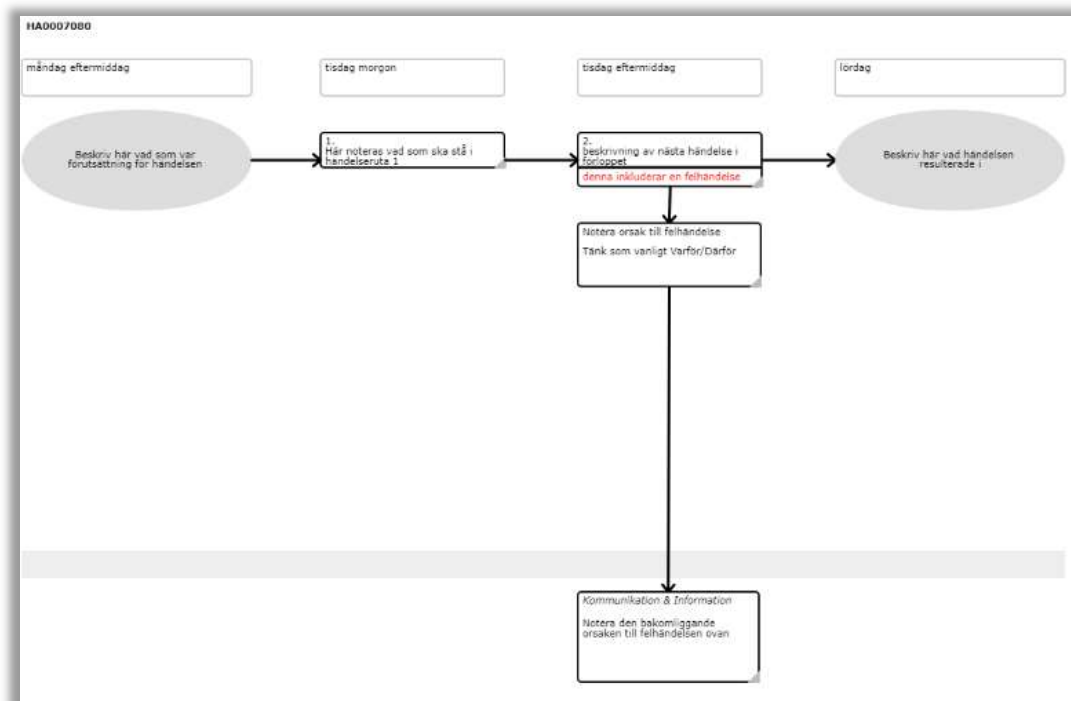 HA0007080
måndag eftermiddag
tisdag morgon
tisdag eftermiddag
lördag
Beskriv här vad som var
förutsättning för händelsen
1.
Här noteras vad som ska stå i
händelseruta 1
2.
beskrivning av nästa händelse i
förloppet
denna inkluderar en felhändelse
Beskriv här vad händelsen
resulterade i
Notera orsak till felhändelse
Tänk som vanligt Varför/Därför
Kommunikation & Information
Notera den bakomliggande
orsaken till felhändelsen ovan